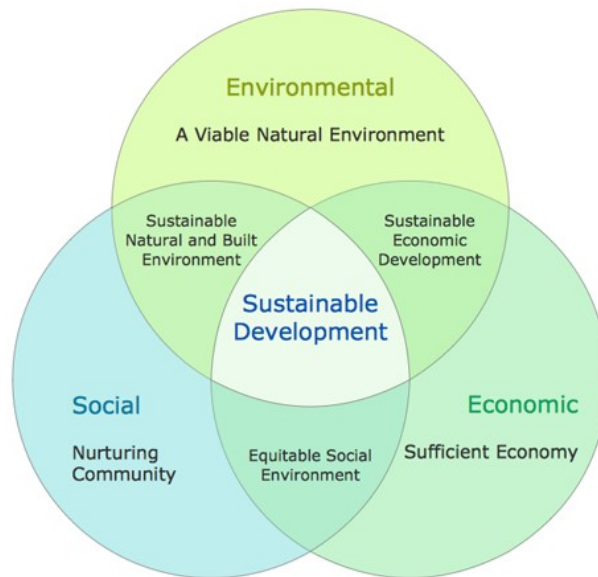 Environmental
A Viable Natural Environment
Sustainable
Natural and Built
Environment
Sustainable
Economic
Development
Sustainable
Development
Social
Nurturing
Community
Equitable Social
Environment
Economic
Sufficient Economy